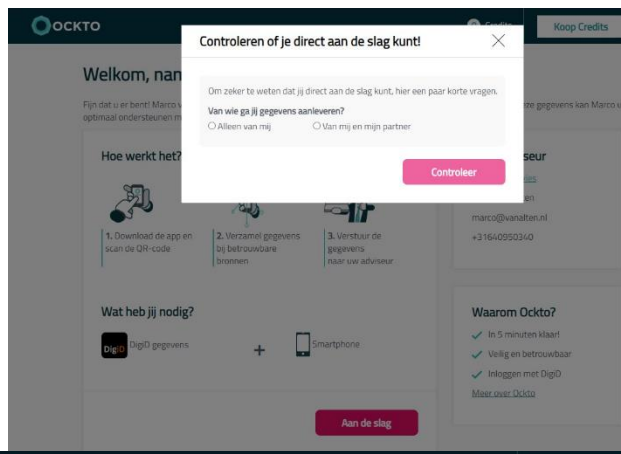 OCKTO
Credits
Koop Credits
Controleren of je direct aan de slag kunt!
Welkom, nan
Om zeker te weten dat jij direct aan de slag kunt, hier een paar korte vragen.
Van wie ga jij gegevens aanleveren?
Alleen van mij
Van mij en mijn partner
Controleer
Fijn dat u er bent! Marco v
optimaal ondersteunen m
ze gegevens kan Marco u
Hoe werkt het?
seur
en
marco@vanalten.nl
+31640950340
1. Download de app en
scan de QR-code
2. Verzamel gegevens
bij betrouwbare
bronnen
3. Verstuur de
gegevens
naar uw adviseur
Wat heb jij nodig?
DigiD
DigiD gegevens
+
Smartphone
Aan de slag
Waarom Ockto?
In 5 minuten klaar!
Veilig en betrouwbaar
Inloggen met DigiD
Meer over Ockto